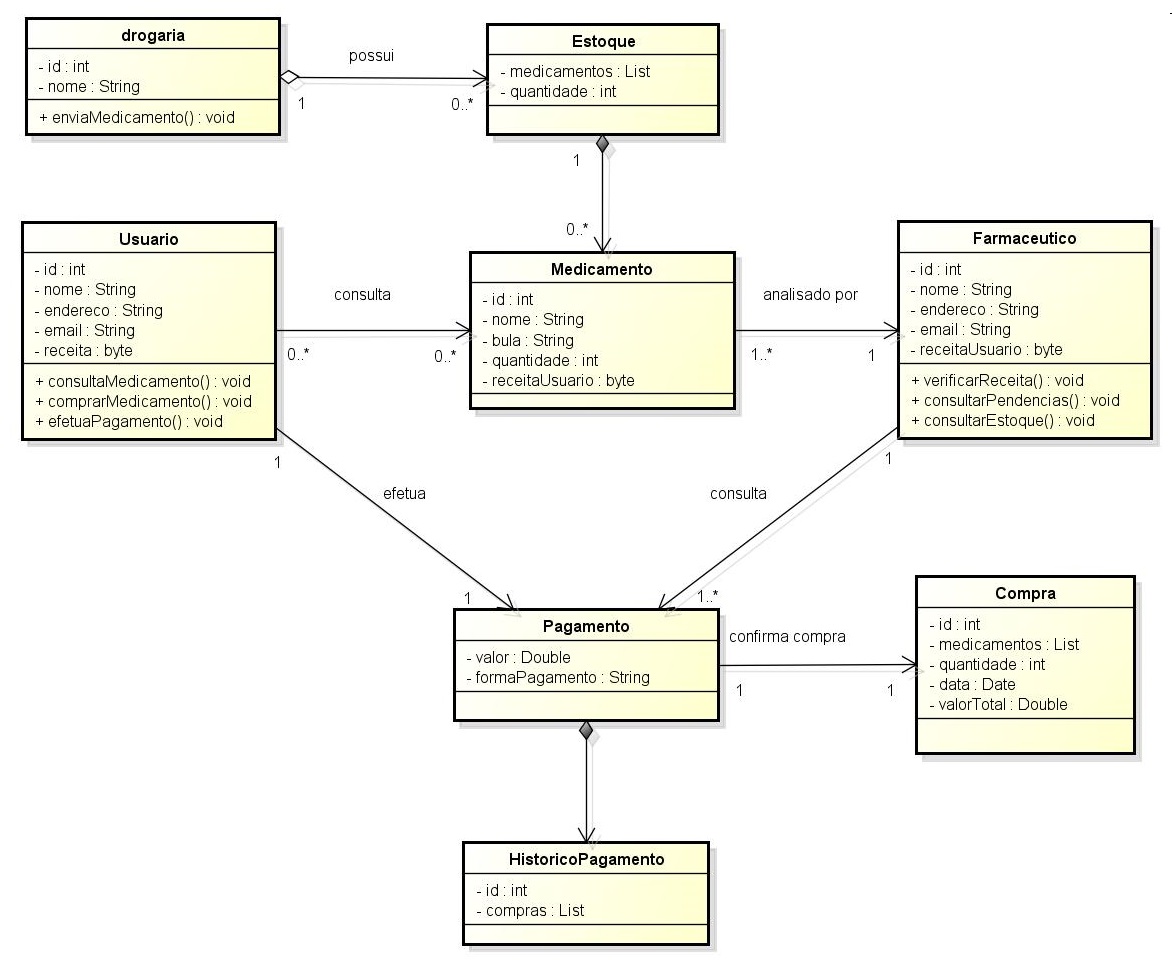 drogaria
- id : int
- nome : String
+ enviaMedicamento() : void
possui
1
0..*
Estoque
- medicamentos : List
- quantidade : int
1
0..*
Usuario
- id : int
- nome : String
- endereco : String
- email : String
- receita : byte
+ consultaMedicamento() : void
+ comprarMedicamento() : void
+ efetuaPagamento() : void
consulta
0..*
0..*
Medicamento
- id : int
- nome : String
- bula : String
- quantidade : int
- receitaUsuario : byte
analisado por
1..*
1
Farmaceutico
- id : int
- nome : String
- endereco : String
- email : String
- receitaUsuario : byte
+ verificarReceita() : void
+ consultarPendencias() : void
+ consultarEstoque() : void
1
efetua
1
1
consulta
1..*
Pagamento
- valor : Double
- formaPagamento : String
confirma compra
1
1
Compra
- id : int
- medicamentos : List
- quantidade : int
- data : Date
- valorTotal : Double
HistoricoPagamento
- id : int
- compras : List